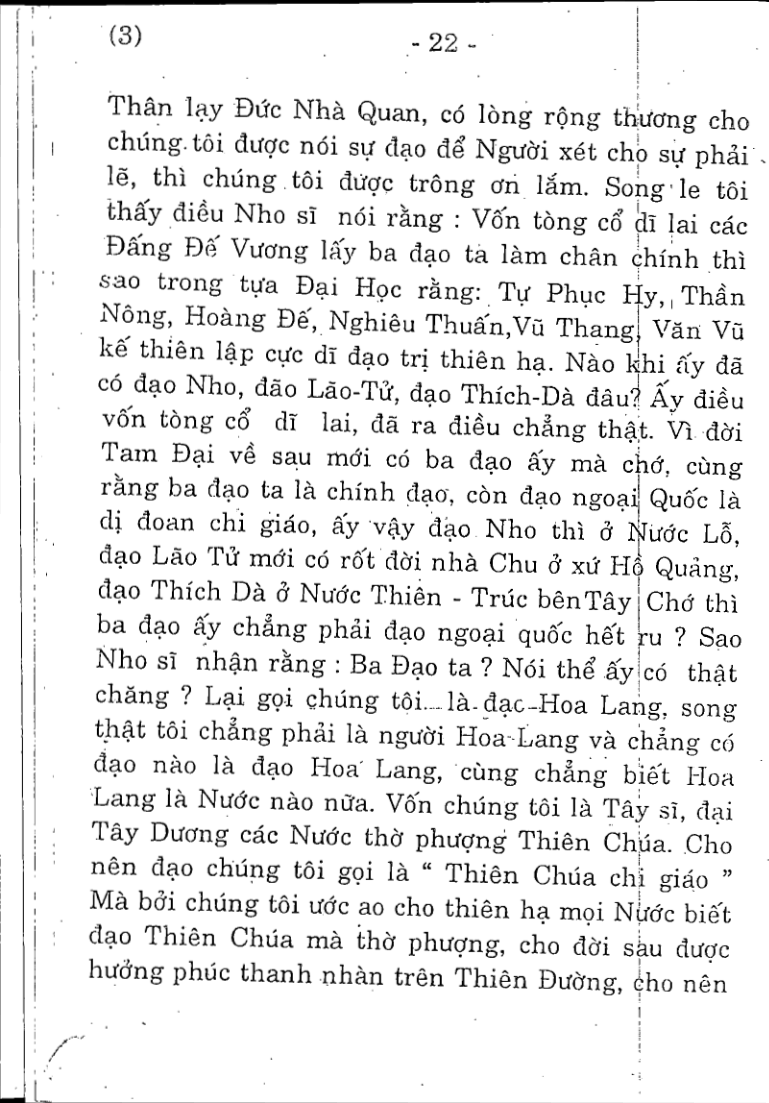 (3)
- 22 -
Thân lạy Đức Nhà Quan, có lòng rộng thương cho
chúng tôi được nói sự đạo để Người xét cho sự phải
lẽ, thì chúng tôi được trông ơn lắm. Song le tôi
thấy điều Nho sĩ nói rằng : Vốn tòng cổ dĩ lai các
Đấng Đế Vương lấy ba đạo ta làm chân chính thì
sao trong tựa Đại Học rằng: Tự Phục Hy, Thần
Nông, Hoàng Đế, Nghiêu Thuấn,Vũ Thang, Văn Vũ
kế thiên lập cực dĩ đạo trị thiên hạ. Nào khi ấy đã
có đạo Nho, đão Lão-Tử, đạo Thích-Dà đâu? Ấy điều
vốn tòng cổ dĩ lai, đã ra điều chẳng thật. Vì đời
Tam Đại về sau mới có ba đạo ấy mà chớ, cùng
rằng ba đạo ta là chính đạo, còn đạo ngoại Quốc là
dị đoan chi giáo, ấy vậy đạo Nho thì ở Nước Lỗ,
đạo Lão Tử mới có rốt đời nhà Chu ở xứ Hồ Quảng,
đạo Thích Dà ở Nước Thiên - Trúc bên Tây Chớ thì
ba đạo ấy chẳng phải đạo ngoại quốc hết ru ? Sao
Nho sĩ nhận rằng : Ba Đạo ta ? Nói thể ấy có thật
chăng ? Lại gọi chúng tôi là đạc-Hoa Lang, song
thật tôi chẳng phải là người Hoa-Lang và chẳng có
đạo nào là đạo Hoa Lang, cùng chẳng biết Hoa
Lang là Nước nào nữa. Vốn chúng tôi là Tây sĩ, đại
Tây Dương các Nước thờ phượng Thiên Chúa. Cho
nên đạo chúng tôi gọi là “ Thiên Chúa chi giáo ”
Mà bởi chúng tôi ước ao cho thiên hạ mọi Nước biết
đạo Thiên Chúa mà thờ phượng, cho đời sau được
hưởng phúc thanh nhàn trên Thiên Đường, cho nên